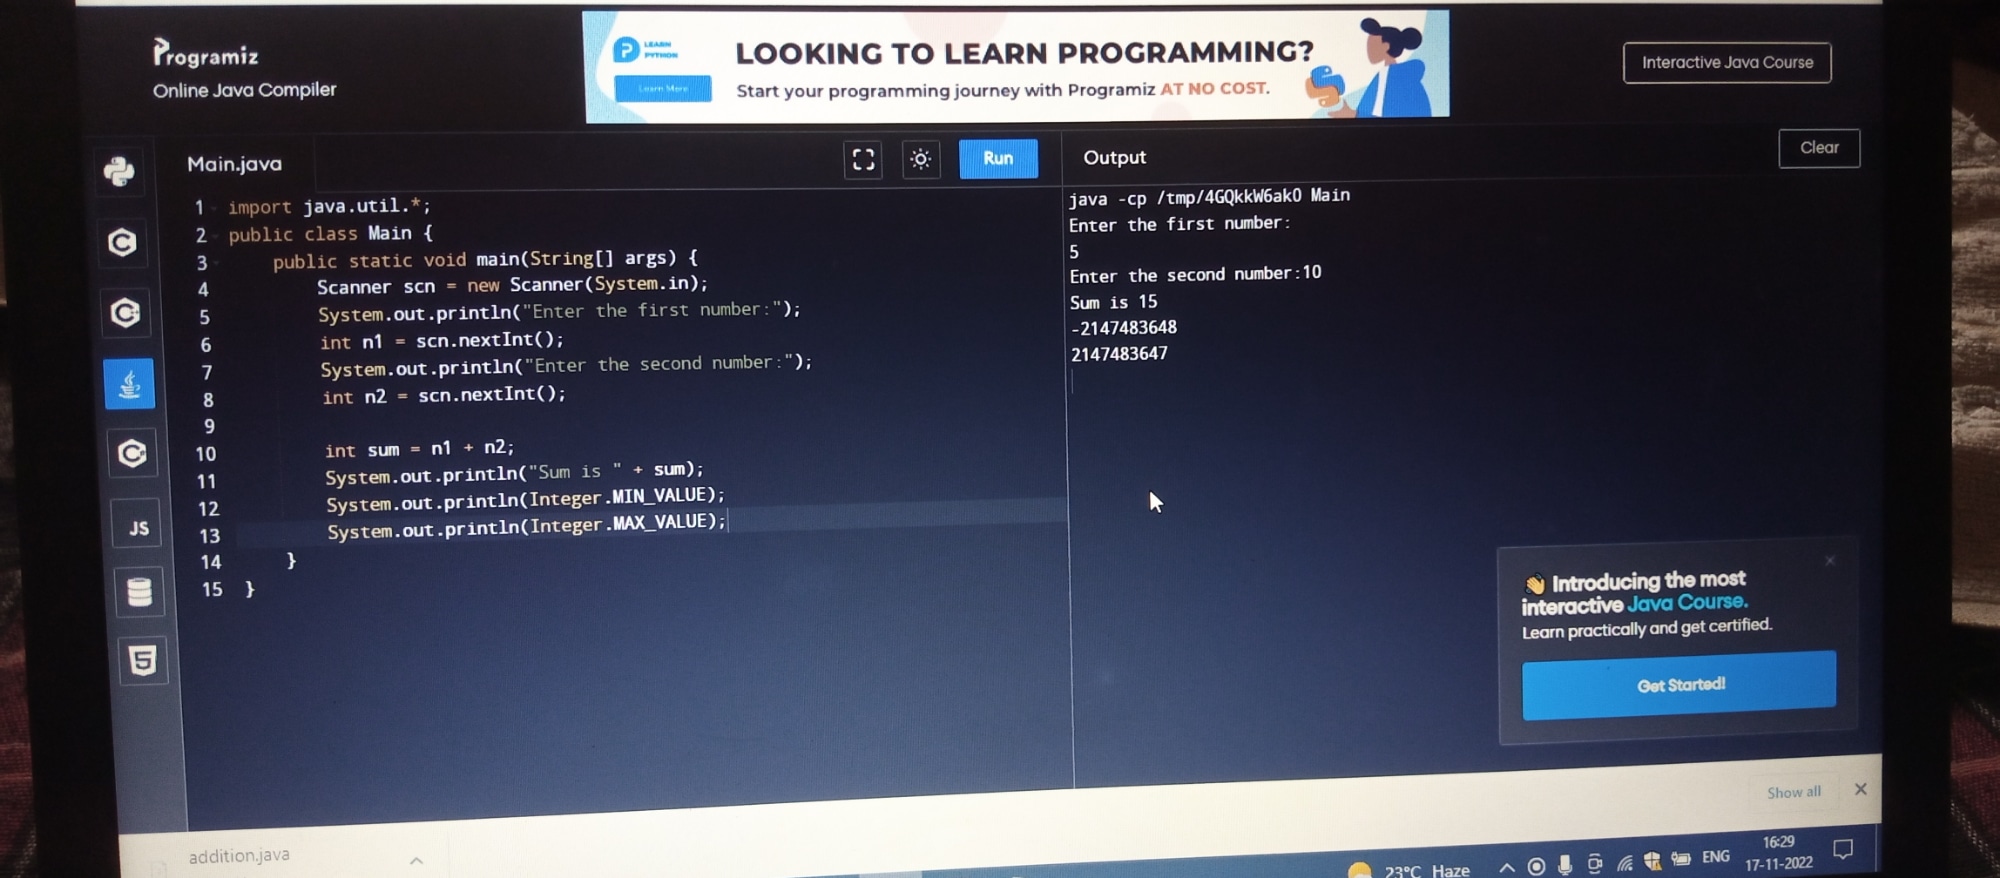 Programiz
Online Java Compiler
LEARN
PYTHON
Learn More
LOOKING TO LEARN PROGRAMMING?
Start your programming journey with Programiz AT NO COST.
Interactive Java Course
Main.java
Run
Output
Clear
1 import java.util.*;
2 public class Main {
3 public static void main(String[] args) {
4 Scanner scn = new Scanner(System.in);
5 System.out.println("Enter the first number:");
6 int n1 = scn.nextInt();
7 System.out.println("Enter the second number:");
8 int n2 = scn.nextInt();
9
10 int sum = n1 + n2;
11 System.out.println("Sum is " + sum);
12 System.out.println(Integer.MIN_VALUE);
13 System.out.println(Integer.MAX_VALUE);
14 }
15 }
java -cp /tmp/4GQkkW6akO Main
Enter the first number:
5
Enter the second number:10
Sum is 15
-2147483648
2147483647
JS
5
👋 Introducing the most
interactive Java Course.
Learn practically and get certified.
Get Started!
Show all
addition.java
23°C Haze
ENG
16:29
17-11-2022